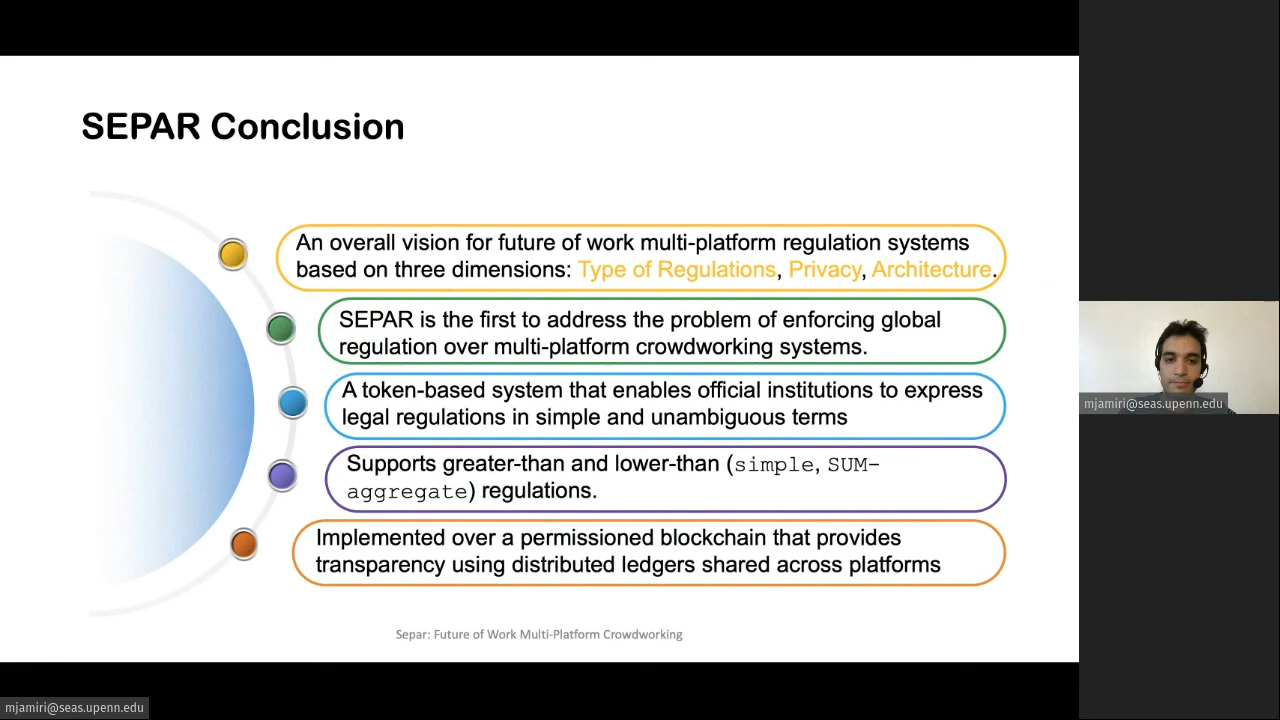 SEPAR Conclusion
An overall vision for future of work multi-platform regulation systems
based on three dimensions: Type of Regulations, Privacy, Architecture.
SEPAR is the first to address the problem of enforcing global
regulation over multi-platform crowdworking systems.
A token-based system that enables official institutions to express
legal regulations in simple and unambiguous terms
Supports greater-than and lower-than (simple, SUM-
aggregate) regulations.
Implemented over a permissioned blockchain that provides
transparency using distributed ledgers shared across platforms
Separ: Future of Work Multi-Platform Crowdworking
mjamiri@seas.upenn.edu
mjamiri@seas.upenn.edu